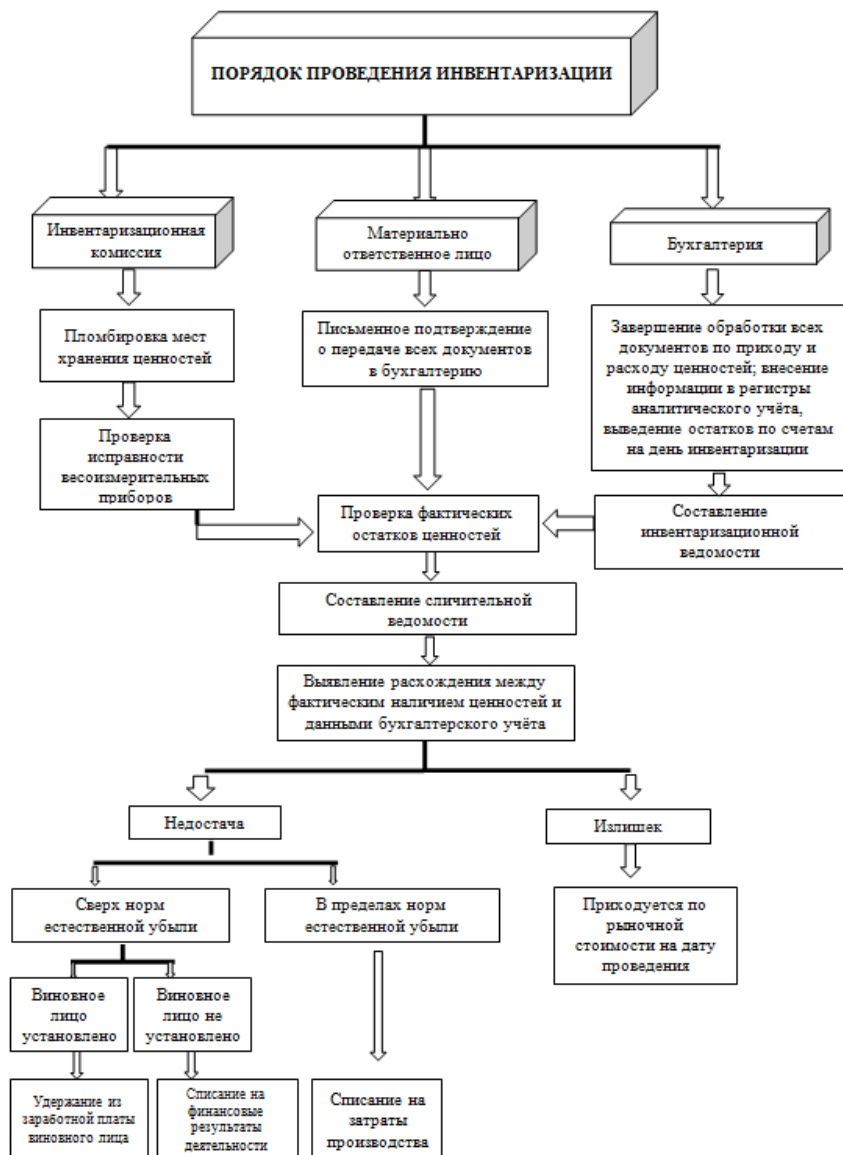 ПОРЯДОК ПРОВЕДЕНИЯ ИНВЕНТАРИЗАЦИИ
Инвентаризационная
комиссия
Материально
ответственное лицо
Бухгалтерия
Пломбировка мест
хранения ценностей
Письменное подтверждение
о передаче всех документов
в бухгалтерию
Завершение обработки всех
документов по приходу и
расходу ценностей; внесение
информации в регистры
аналитического учёта,
выведение остатков по счетам
на день инвентаризации
Проверка
исправности
весоизмерительных
приборов
Проверка фактических
остатков ценностей
Составление
инвентаризационной
ведомости
Составление сличительной
ведомости
Выявление расхождения между
фактическим наличием ценностей и
данными бухгалтерского учёта
Недостача
Излишек
Сверх норм
естественной убыли
В пределах норм
естественной убыли
Приходуется по
рыночной
стоимости на дату
проведения
Виновное
лицо
установлено
Виновное
лицо не
установлено
Удержание из
заработной платы
виновного лица
Списание на
финансовые
результаты
деятельности
Списание на
затраты
производства